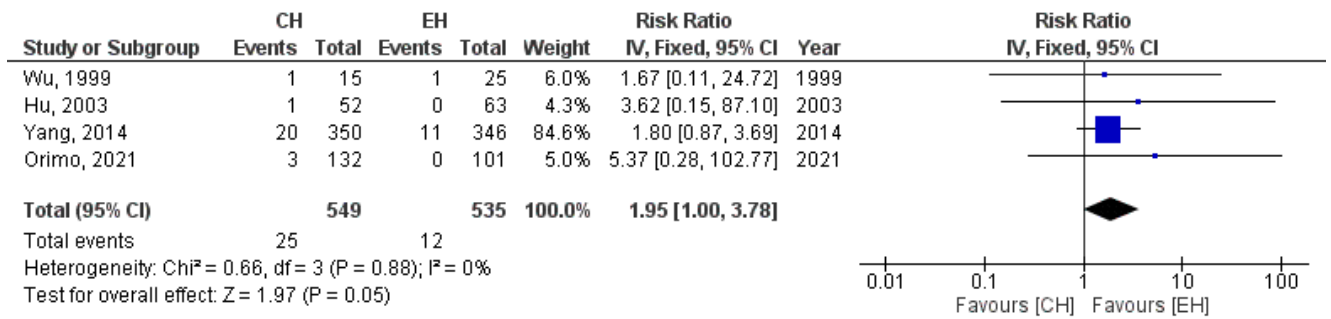 CH EH Risk Ratio Risk Ratio
Study or Subgroup Events Total Events Total Weight IV, Fixed, 95% CI Year IV, Fixed, 95% CI
Wu, 1999 1 15 1 25 6.0% 1.67 [0.11, 24.72] 1999
Hu, 2003 1 52 0 63 4.3% 3.62 [0.15, 87.10] 2003
Yang, 2014 20 350 11 346 84.6% 1.80 [0.87, 3.69] 2014
Orimo, 2021 3 132 0 101 5.0% 5.37 [0.28, 102.77] 2021
Total (95% CI) 549 535 100.0% 1.95 [1.00, 3.78]
Total events 25 12
Heterogeneity: Chi² = 0.66, df = 3 (P = 0.88); I² = 0%
Test for overall effect: Z = 1.97 (P = 0.05)
0.01 0.1 1 10 100
Favours [CH] Favours [EH]